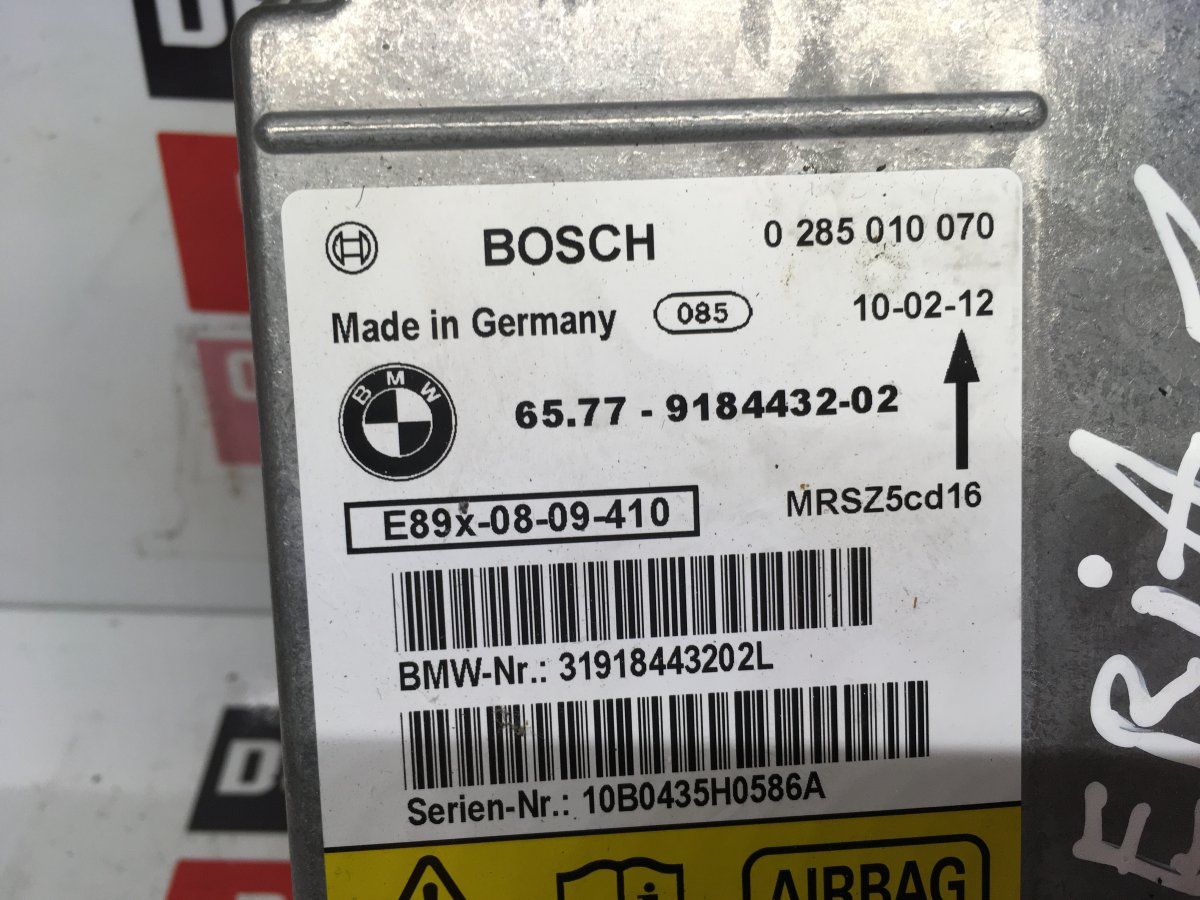 BOSCH 0 285 010 070
Made in Germany 085 10-02-12
BMW
65.77 - 9184432-02
E89x-08-09-410 MRSZ5cd16
BMW-Nr.: 31918443202L
Serien-Nr.: 10B0435H0586A
AIRBAG